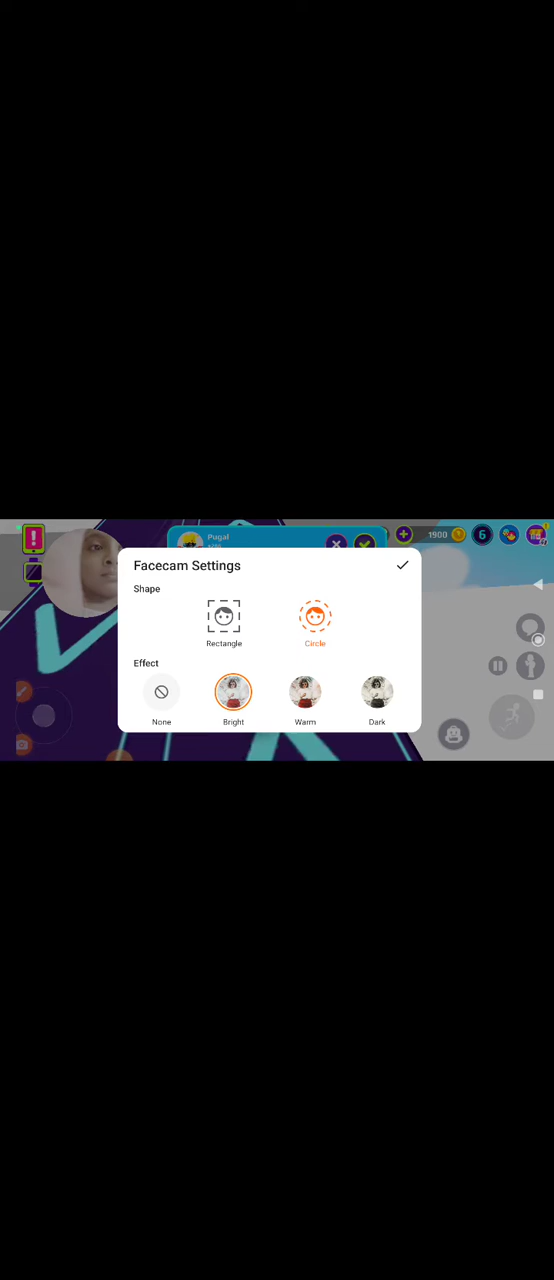 Pugal
1900
6
Facecam Settings
Shape
Rectangle
Circle
Effect
None
Bright
Warm
Dark